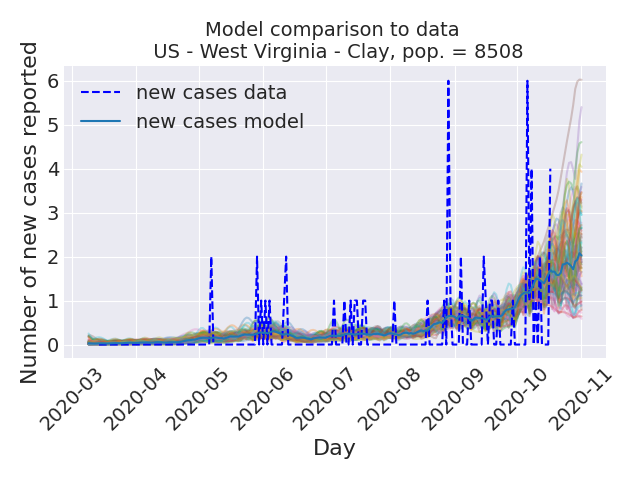 Model comparison to data
US - West Virginia - Clay, pop. = 8508
Number of new cases reported
6
5
4
3
2
1
0
new cases data
new cases model
2020-03
2020-04
2020-05
2020-06
2020-07
2020-08
2020-09
2020-10
2020-11
Day